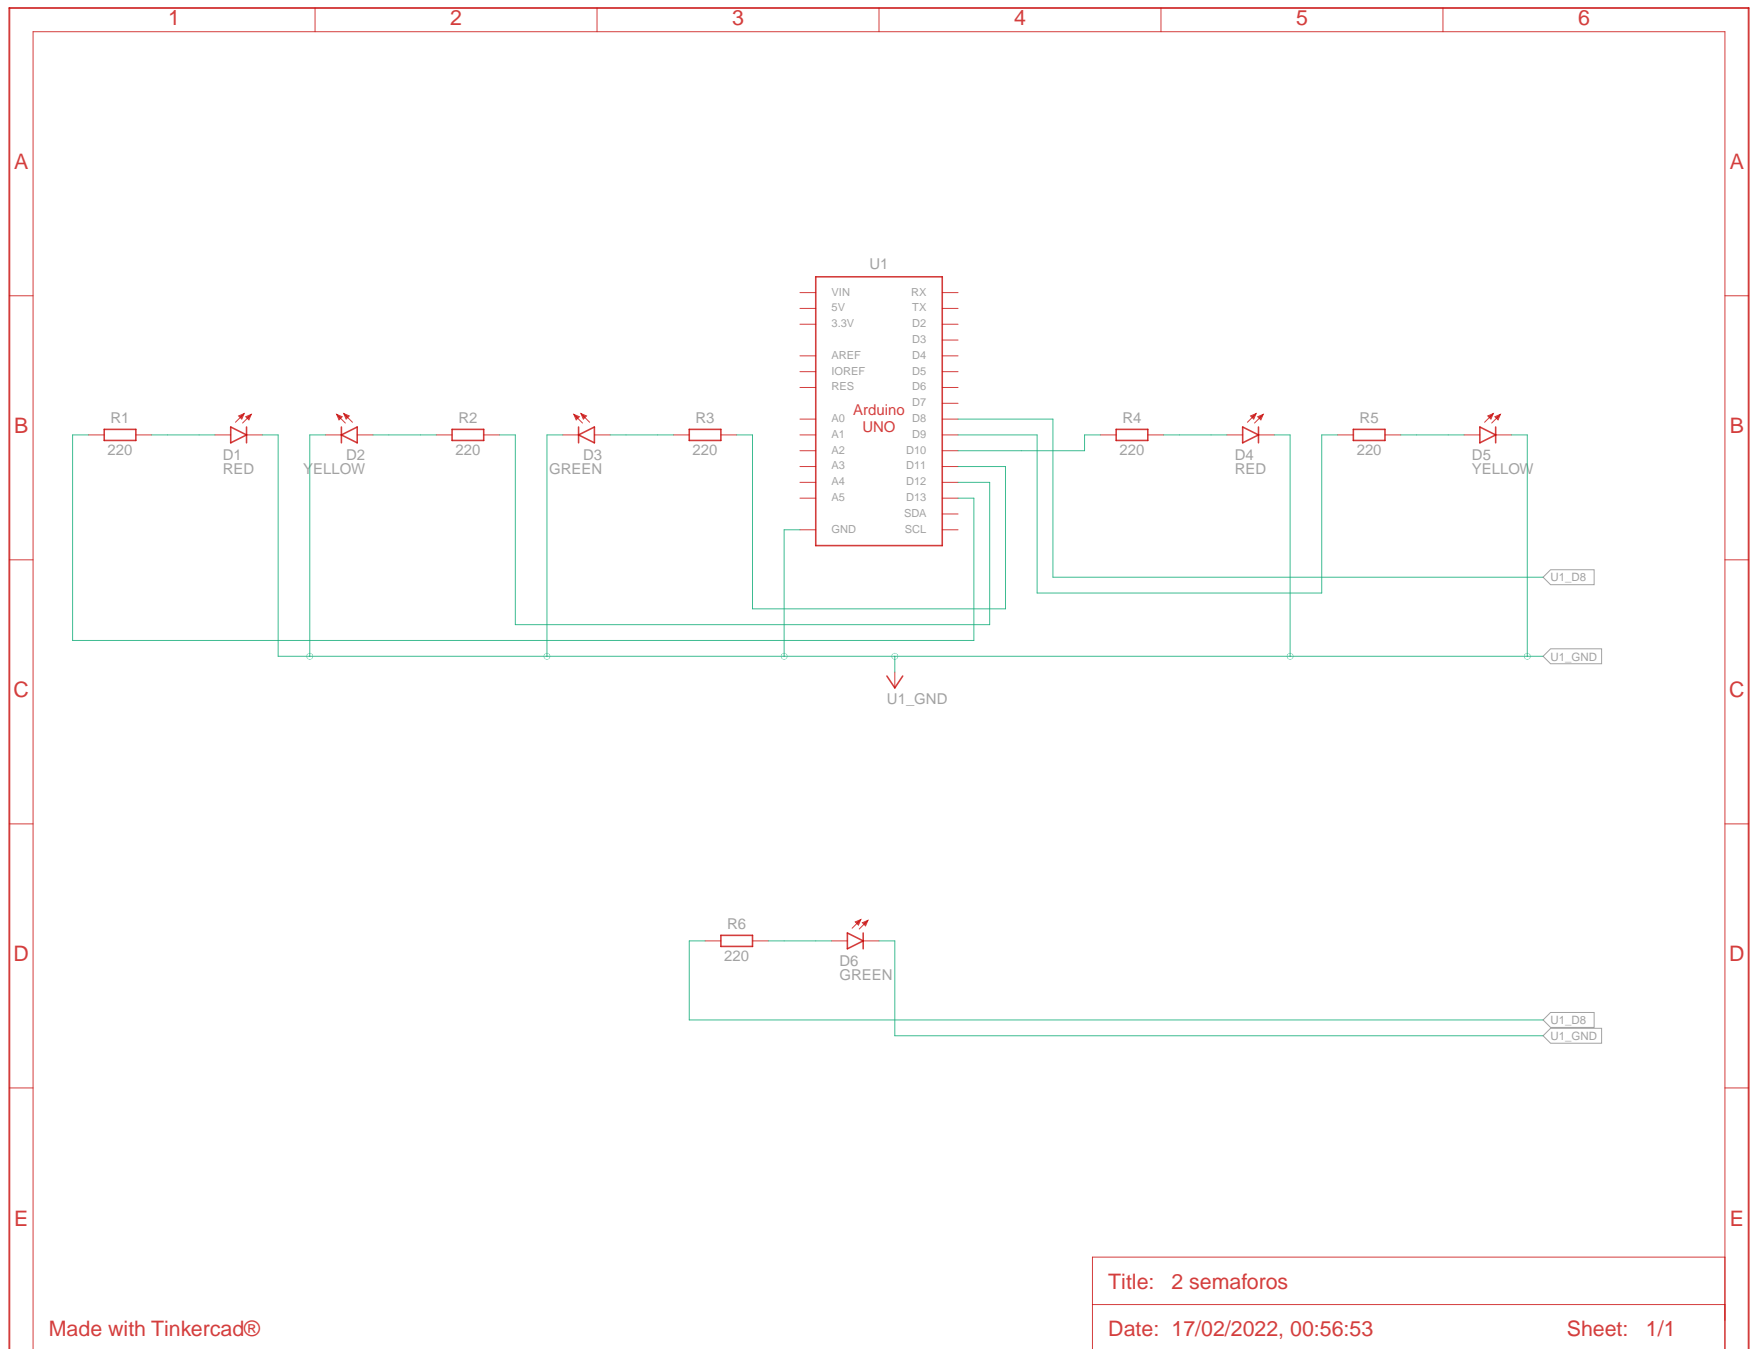 1 2 3 4 5 6
A A
U1
VIN RX
5V TX
3.3V D2
D3
AREF D4
IOREF D5
RES D6
D7
A0 D8
A1 D9
A2 D10
A3 D11
A4 D12
A5 D13
SDA
GND SCL
Arduino
UNO
B B
R1
220
D1
RED
D2
YELLOW
R2
220
D3
GREEN
R3
220
R4
220
D4
RED
R5
220
D5
YELLOW
U1_D8
U1_GND
U1_GND
C C
D D
R6
220
D6
GREEN
U1_D8
U1_GND
E E
Title: 2 semaforos
Made with Tinkercad®
Date: 17/02/2022, 00:56:53 Sheet: 1/1